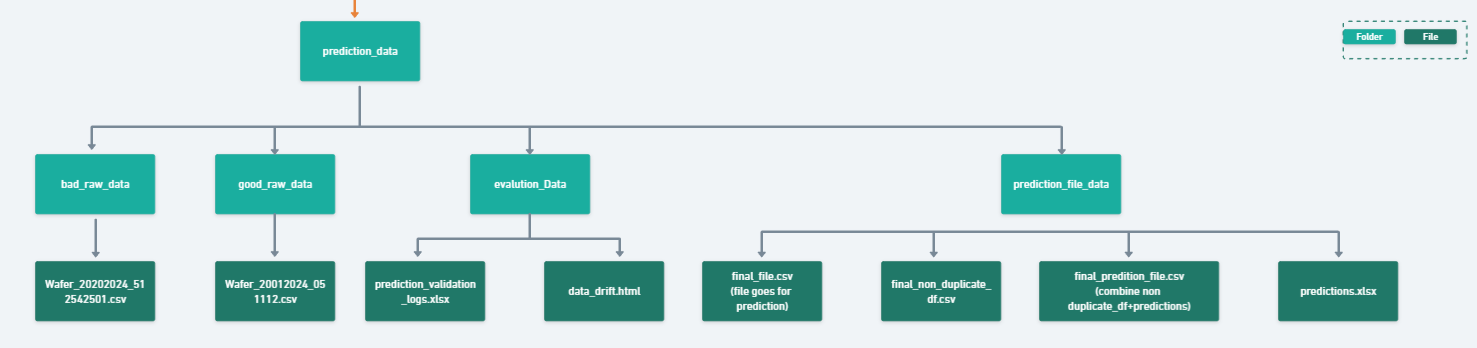 prediction_data
Folder
File
bad_raw_data
good_raw_data
evalution_Data
prediction_file_data
Wafer_20202024_51
2542501.csv
Wafer_20012024_05
1112.csv
prediction_validation
_logs.xlsx
data_drift.html
final_file.csv
(file goes for
prediction)
final_non_duplicate_
df.csv
final_predition_file.csv
(combine non
duplicate_df+predictions)
predictions.xlsx